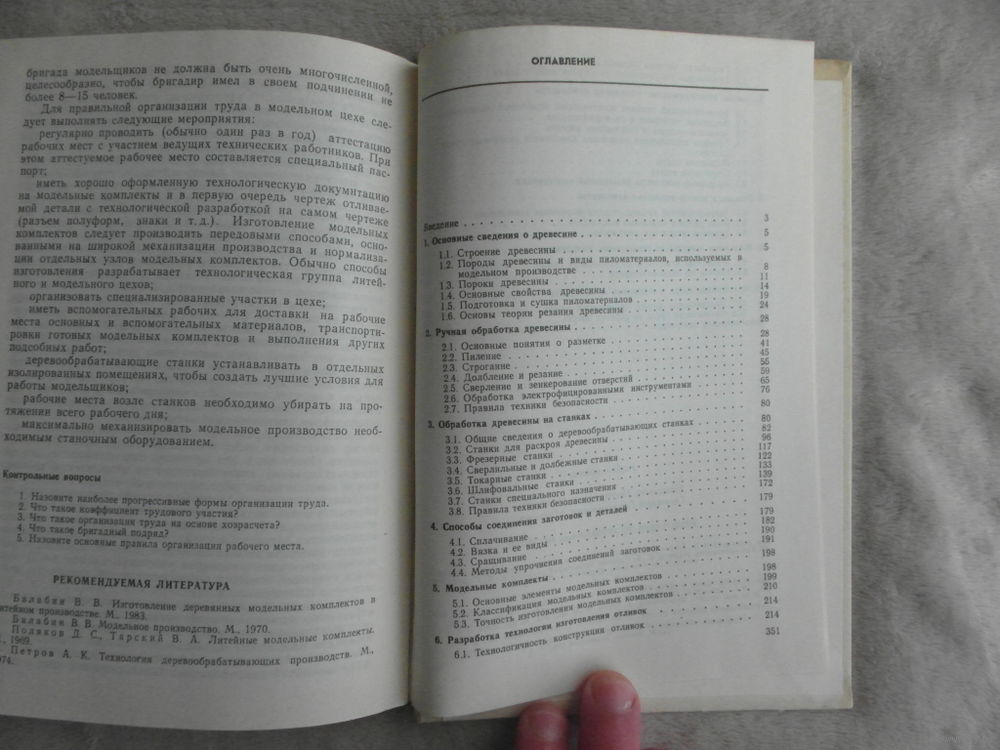 бригада модельщиков не должна быть очень многочисленной,
целесообразно, чтобы бригадир имел в своем подчинении не
более 8—15 человек.
Для правильной организации труда в модельном цехе сле-
дует выполнять следующие мероприятия:
регулярно проводить (обычно один раз в год) аттестацию
рабочих мест с участием ведущих технических работников. При
этом аттестуемое рабочее место составляется специальный пас-
порт;
иметь хорошо оформленную технологическую документацию
на модельные комплекты и в первую очередь чертеж отливае-
мой детали с технологической разработкой на самом чертеже
(разъем полуформ, знаки и т. д.). Изготовление модельных
комплектов следует производить передовыми способами, осно-
ванными на широкой механизации производства и нормализа-
ции отдельных узлов модельных комплектов. Обычно способы
изготовления разрабатывает технологическая группа литей-
ного и модельного цехов;
организовать специализированные участки в цехе;
иметь вспомогательных рабочих для доставки на рабочие
места основных и вспомогательных материалов, транспорти-
ровки готовых модельных комплектов и выполнения других
подсобных работ;
деревообрабатывающие станки устанавливать в отдельных
изолированных помещениях, чтобы создать лучшие условия для
работы модельщиков;
рабочие места возле станков необходимо убирать на про-
тяжении всего рабочего дня;
максимально механизировать модельное производство необ-
ходимым станочным оборудованием.
Контрольные вопросы
1. Назовите наиболее прогрессивные формы организации труда.
2. Что такое коэффициент трудового участия?
3. Что такое организация труда на основе хозрасчета?
4. Что такое бригадный подряд?
5. Назовите основные правила организации рабочего места.
РЕКОМЕНДУЕМАЯ ЛИТЕРАТУРА
Балабин В. В. Изготовление деревянных модельных комплектов в
литейном производстве. М., 1983.
Балабин В. В. Модельное производство. М., 1970.
Поляков Д. С., Тарский В. А. Литейные модельные комплекты.
1969.
Петров А. К. Технология деревообрабатывающих производств. М.,
974.
ОГЛАВЛЕНИЕ
Введение 3
1. Основные сведения о древесине 5
1.1. Строение древесины 5
1.2. Породы древесины и виды пиломатериалов, используемых в
модельном производстве 8
1.3. Пороки древесины 11
1.4. Основные свойства древесины 14
1.5. Подготовка и сушка пиломатериалов 19
1.6. Основы теории резания древесины 24
2. Ручная обработка древесины 28
2.1. Основные понятия о разметке 28
2.2. Пиление 41
2.3. Строгание 45
2.4. Долбление и резание 55
2.5. Сверление и зенкерование отверстий 59
2.6. Обработка электрофицированными инструментами 65
2.7. Правила техники безопасности 76
3. Обработка древесины на станках 80
3.1. Общие сведения о деревообрабатывающих станках 80
3.2. Станки для раскроя древесины 82
3.3. Фрезерные станки 96
3.4. Сверлильные и долбежные станки 117
3.5. Токарные станки 122
3.6. Шлифовальные станки 133
3.7. Станки специального назначения 139
3.8. Правила техники безопасности 172
4. Способы соединения заготовок и деталей 179
4.1. Сплачивание 179
4.2. Вязка и ее виды 182
4.3. Сращивание 190
4.4. Методы упрочнения соединений заготовок 191
5. Модельные комплекты 198
5.1. Основные элементы модельных комплектов 198
5.2. Классификация модельных комплектов 199
5.3. Точность изготовления модельных комплектов 210
6. Разработка технологии изготовления отливок 214
6.1. Технологичность конструкции отливок 214
351